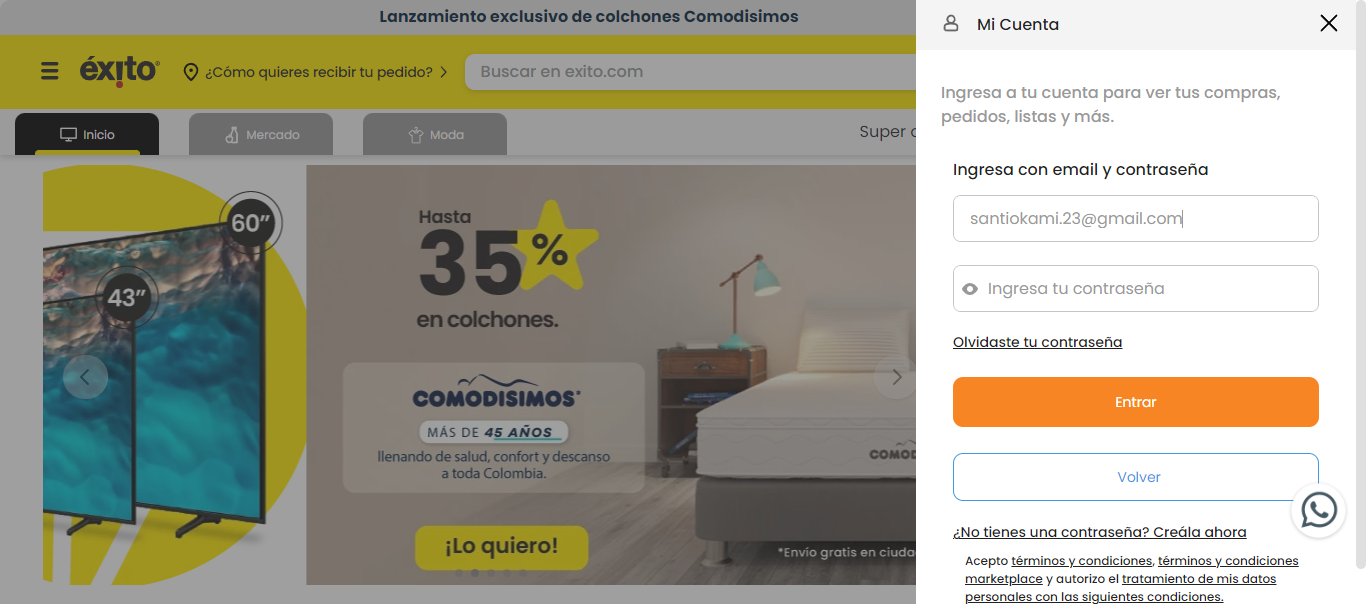 Lanzamiento exclusivo de colchones Comodisimos
éxito
¿Cómo quieres recibir tu pedido?
Buscar en exito.com
Inicio
Mercado
Moda
Super
60”
43”
Hasta
35%
en colchones.
COMODISIMOS
MÁS DE 45 AÑOS
llenando de salud, confort y descanso
a toda Colombia.
¡Lo quiero!
*Envío gratis en ciuda
Mi Cuenta
Ingresa a tu cuenta para ver tus compras,
pedidos, listas y más.
Ingresa con email y contraseña
santiokami.23@gmail.com
Ingresa tu contraseña
Olvidaste tu contraseña
Entrar
Volver
¿No tienes una contraseña? Creála ahora
Acepto términos y condiciones, términos y condiciones
marketplace y autorizo el tratamiento de mis datos
personales con las siguientes condiciones.